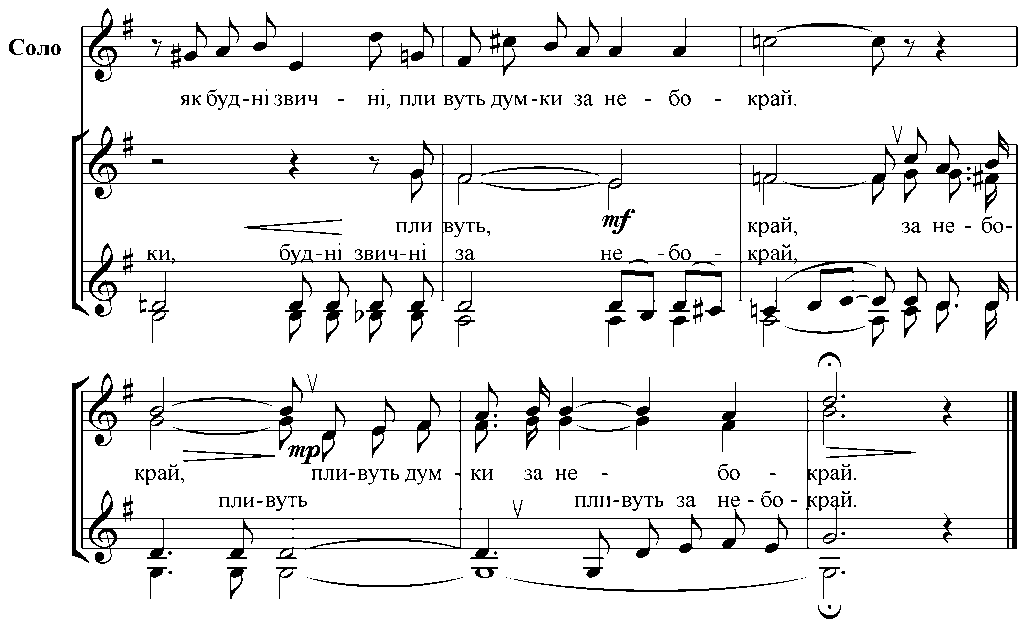 Соло
як буд-ні звич - ні, пли вуть дум-ки за не - бо - край.
пли вуть, край, за не - бо-
mf
ки, буд-ні звич-ні за не - бо - край,
mp
край, пли-вуть дум - ки за не - бо - край.
пли-вуть пли-вуть за не - бо - край.